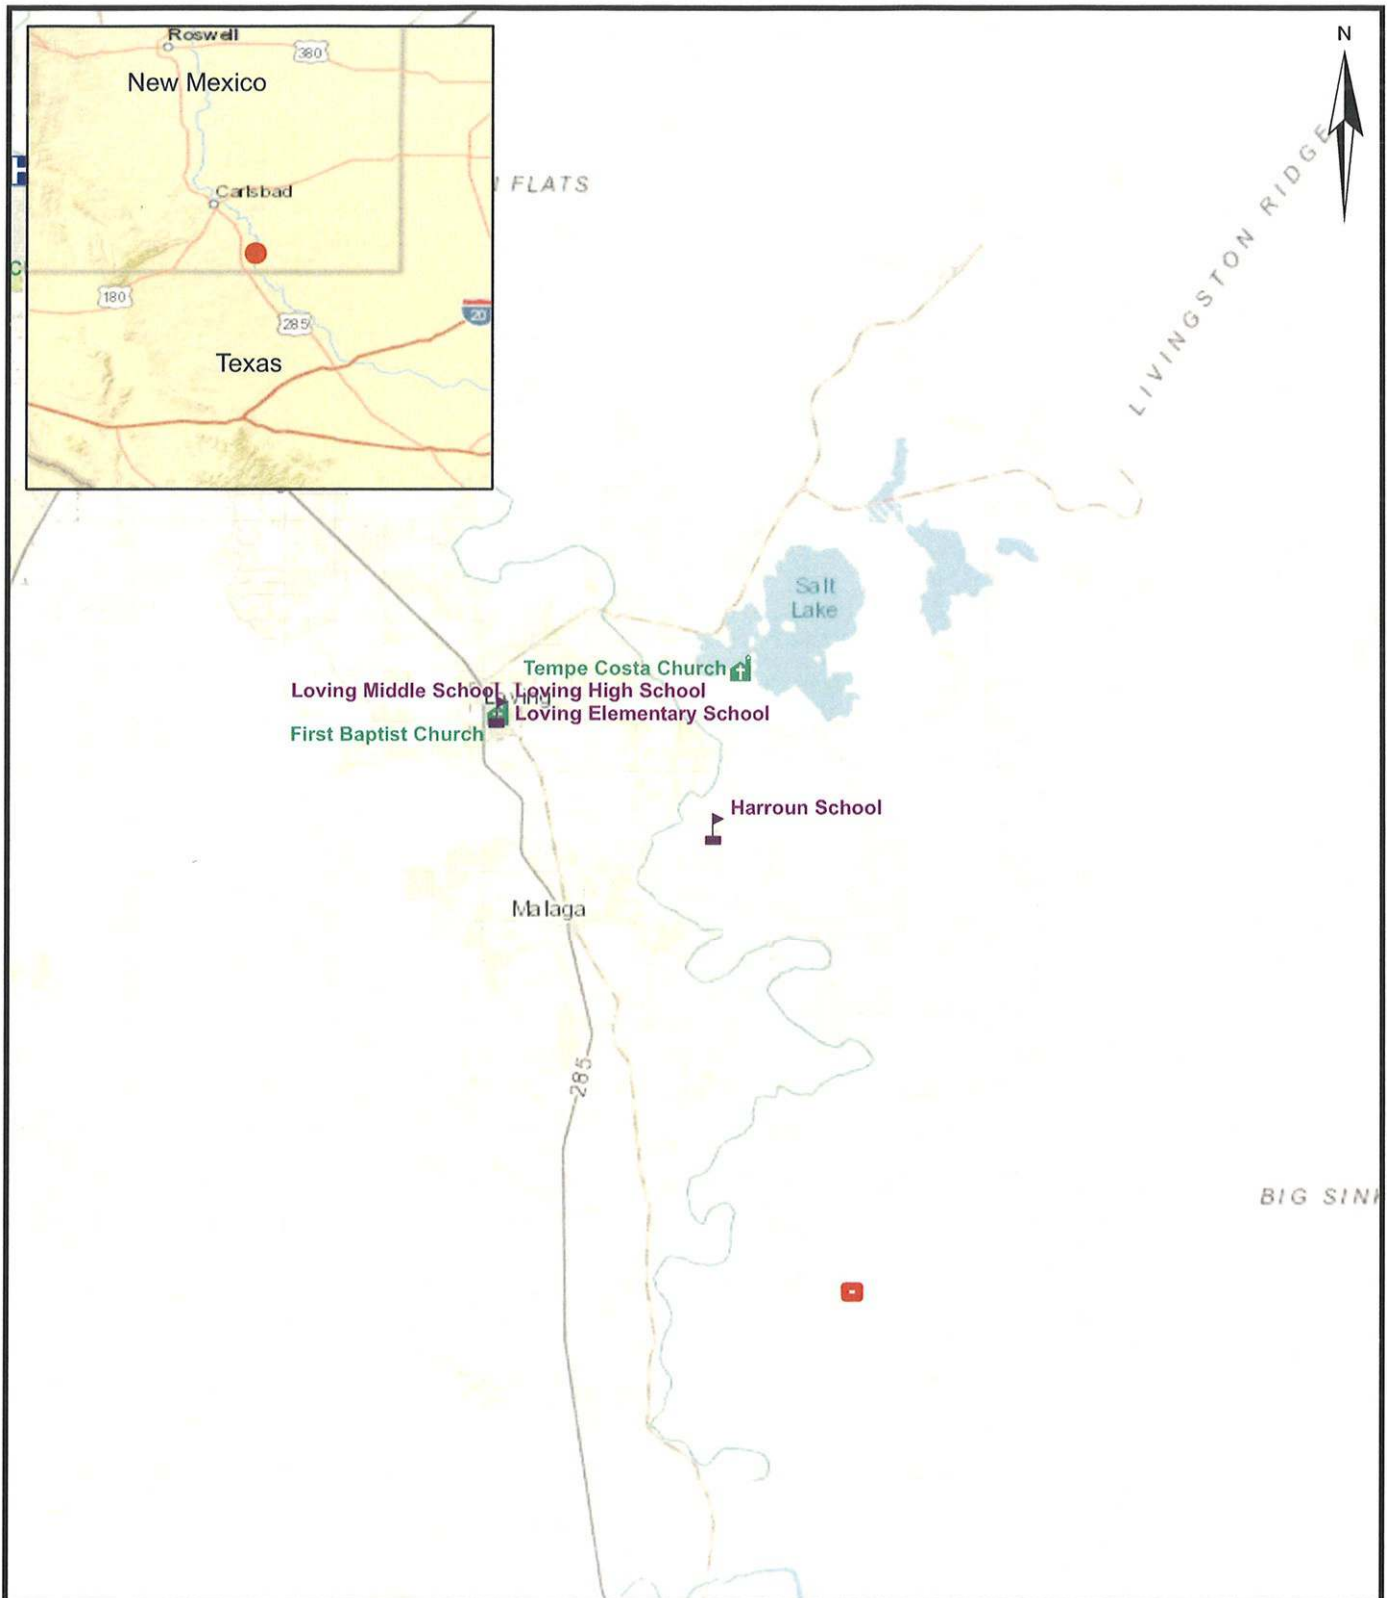 Roswell
380
New Mexico
N
FLATS
Carlsbad
LIVINGSTON RIDGE
180
285
20
Texas
Salt
Lake
Tempe Costa Church
Loving Middle School
Loving High School
Loving
Loving Elementary School
First Baptist Church
Harroun School
Malaga
285
BIG SINK